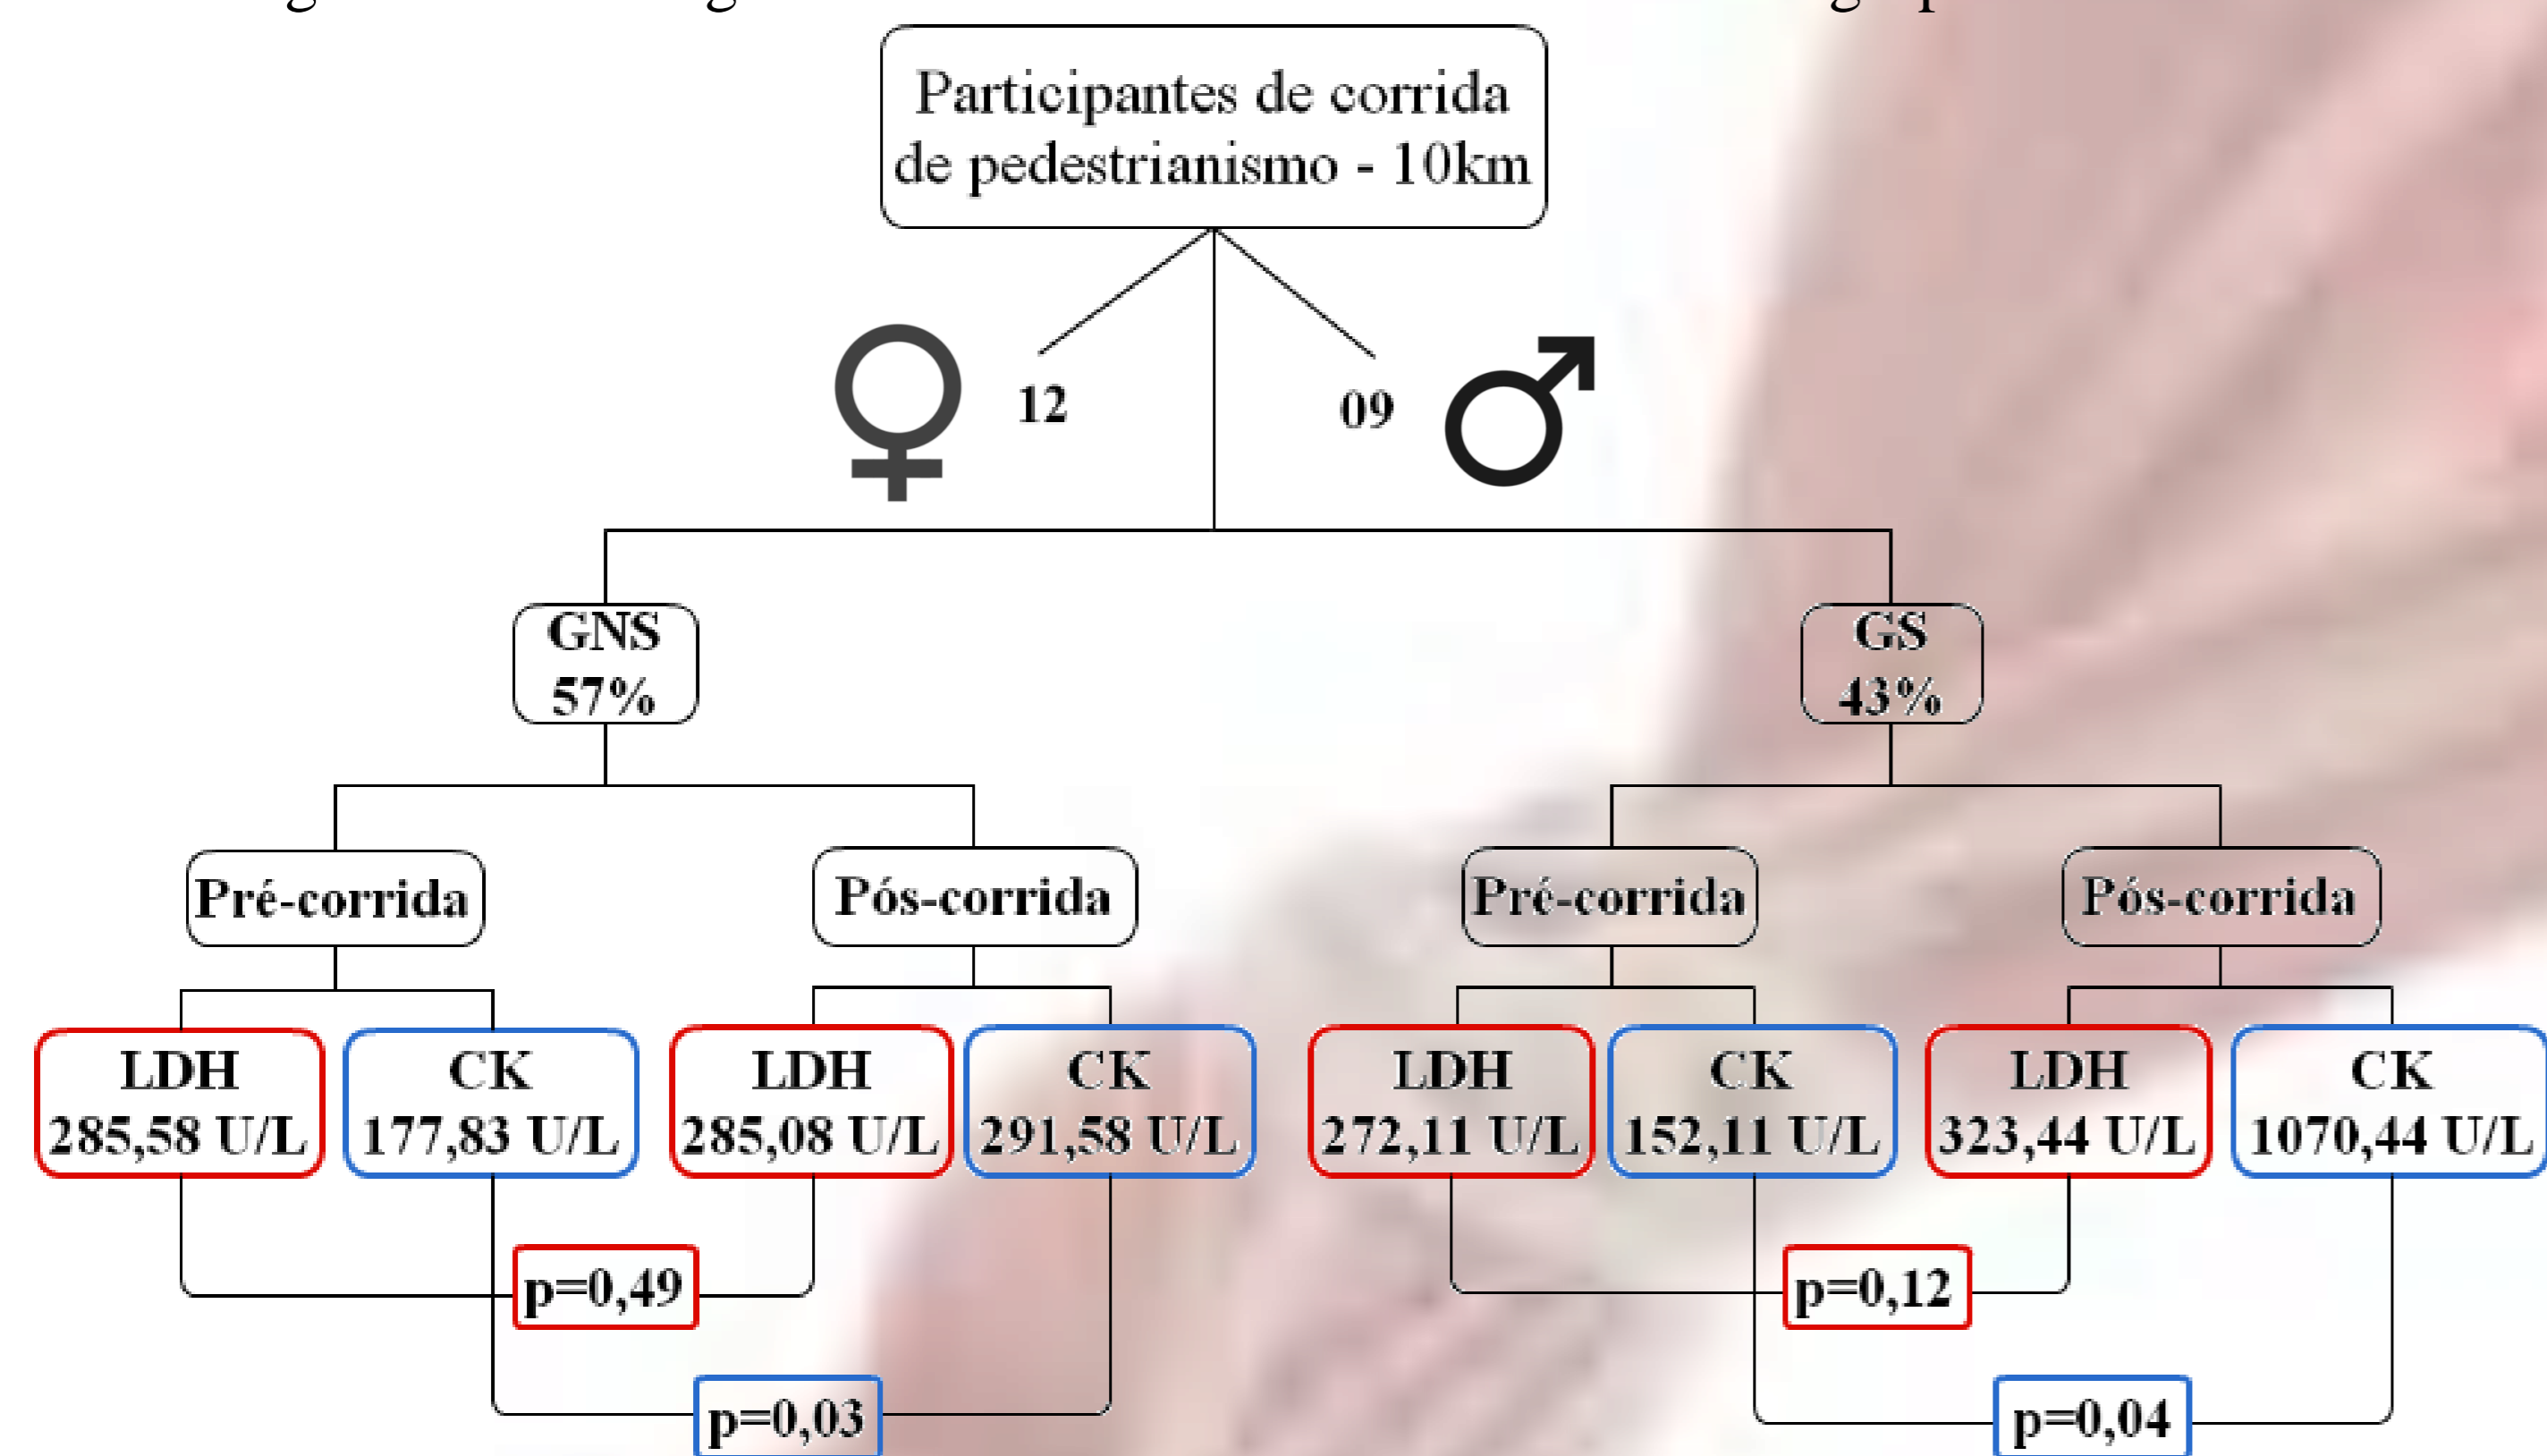 Participantes de corrida
de pedestrianismo - 10km
12
09
GNS
57%
GS
43%
Pré-corrida
Pós-corrida
Pré-corrida
Pós-corrida
LDH
285,58 U/L
CK
177,83 U/L
LDH
285,08 U/L
CK
291,58 U/L
LDH
272,11 U/L
CK
152,11 U/L
LDH
323,44 U/L
CK
1070,44 U/L
p=0,49
p=0,12
p=0,03
p=0,04